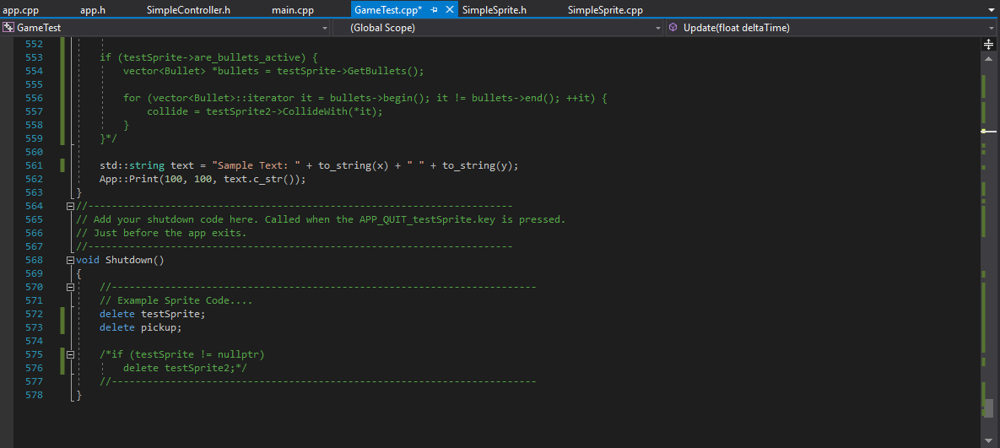 app.cpp app.h SimpleController.h main.cpp GameTest.cpp* SimpleSprite.h SimpleSprite.cpp
GameTest (Global Scope) Update(float deltaTime)
552
553 if (testSprite->are_bullets_active) {
554 vector<Bullet> *bullets = testSprite->GetBullets();
555
556 for (vector<Bullet>::iterator it = bullets->begin(); it != bullets->end(); ++it) {
557 collide = testSprite2->CollideWith(*it);
558 }
559 }*/
560
561 std::string text = "Sample Text: " + to_string(x) + " " + to_string(y);
562 App::Print(100, 100, text.c_str());
563 }
564 //------------------------------------------------------------------------
565 // Add your shutdown code here. Called when the APP_QUIT_testSprite.key is pressed.
566 // Just before the app exits.
567 //------------------------------------------------------------------------
568 void Shutdown()
569 {
570 //------------------------------------------------------------------------
571 // Example Sprite Code....
572 delete testSprite;
573 delete pickup;
574
575 /*if (testSprite != nullptr)
576 delete testSprite2;*/
577 //------------------------------------------------------------------------
578 }